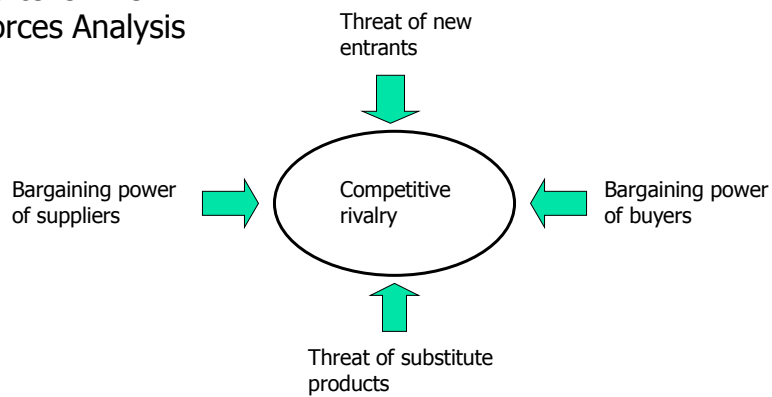 Forces Analysis
Threat of new
entrants
Bargaining power
of suppliers
Competitive
rivalry
Bargaining power
of buyers
Threat of substitute
products